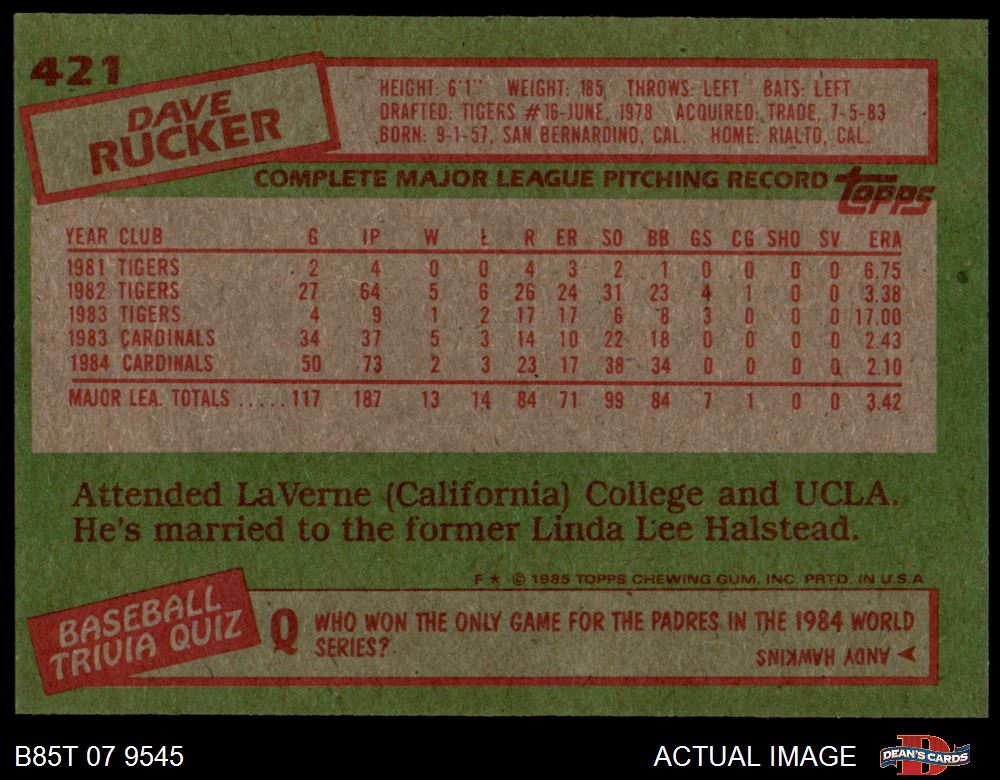 421
DAVE
RUCKER
HEIGHT: 6'1" WEIGHT: 185 THROWS: LEFT BATS: LEFT
DRAFTED: TIGERS #16-JUNE, 1978 ACQUIRED: TRADE, 7-5-83
BORN: 9-1-57, SAN BERNARDINO, CAL. HOME: RIALTO, CAL.
COMPLETE MAJOR LEAGUE PITCHING RECORD topps
YEAR CLUB G IP W L R ER SO BB GS CG SHO SV ERA
1981 TIGERS 2 4 0 0 4 3 2 1 0 0 0 0 6.75
1982 TIGERS 27 64 5 6 26 24 31 23 4 1 0 0 3.38
1983 TIGERS 4 9 1 2 17 17 6 8 3 0 0 0 17.00
1983 CARDINALS 34 37 5 3 14 10 22 18 0 0 0 0 2.43
1984 CARDINALS 50 73 2 3 23 17 38 34 0 0 0 0 2.10
MAJOR LEA. TOTALS .....117 187 13 14 84 71 99 84 7 1 0 0 3.42
Attended LaVerne (California) College and UCLA.
He's married to the former Linda Lee Halstead.
F ★ © 1985 TOPPS CHEWING GUM, INC. PRTD. IN U.S.A
BASEBALL
TRIVIA QUIZ
Q WHO WON THE ONLY GAME FOR THE PADRES IN THE 1984 WORLD
SERIES?
ANDY HAWKINS
B85T 07 9545 ACTUAL IMAGE DEAN'S CARDS